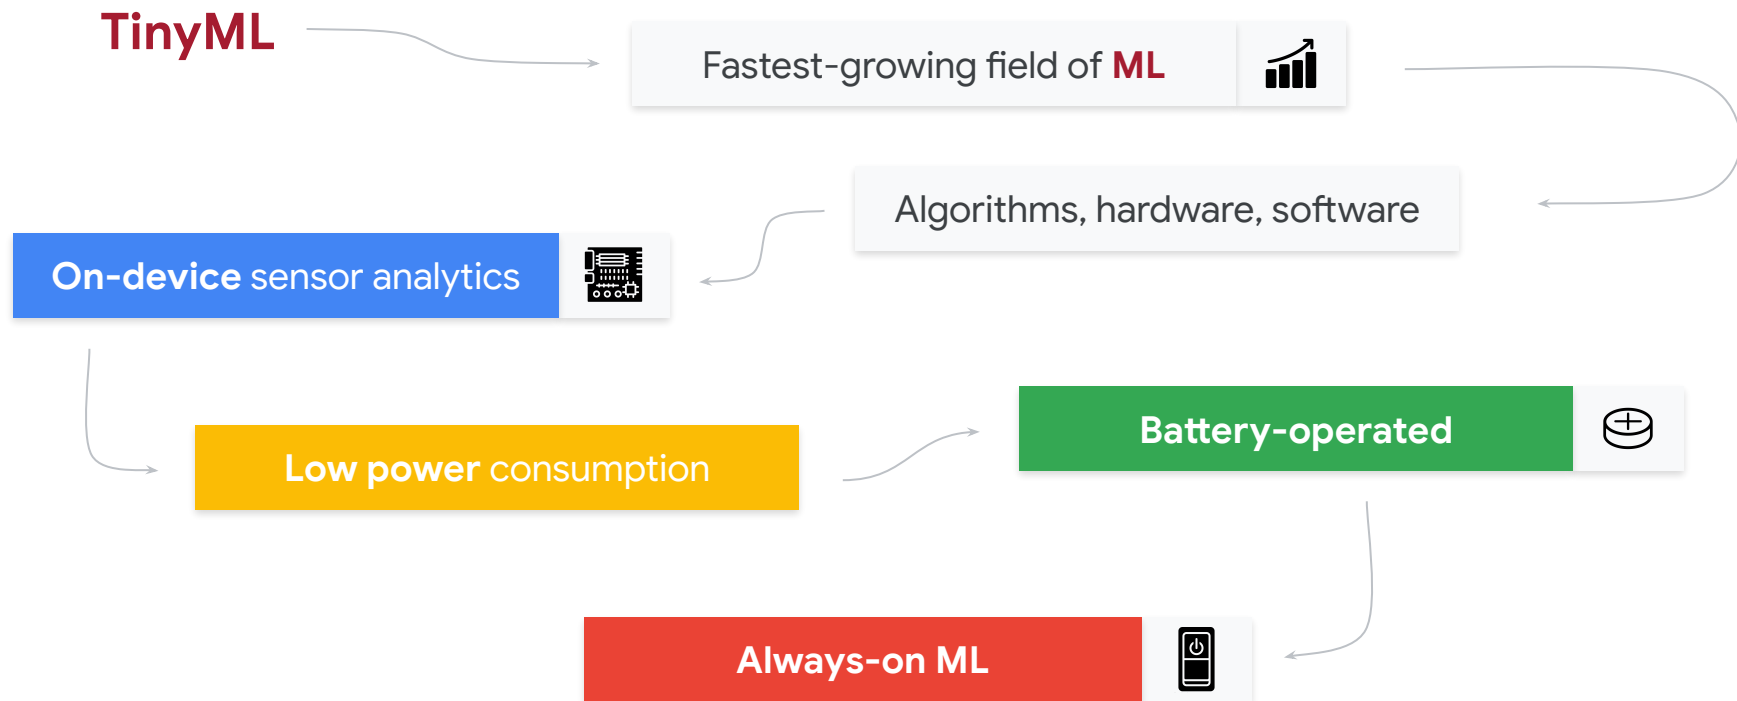 TinyML
Fastest-growing field of ML
Algorithms, hardware, software
On-device sensor analytics
Low power consumption
Battery-operated
Always-on ML